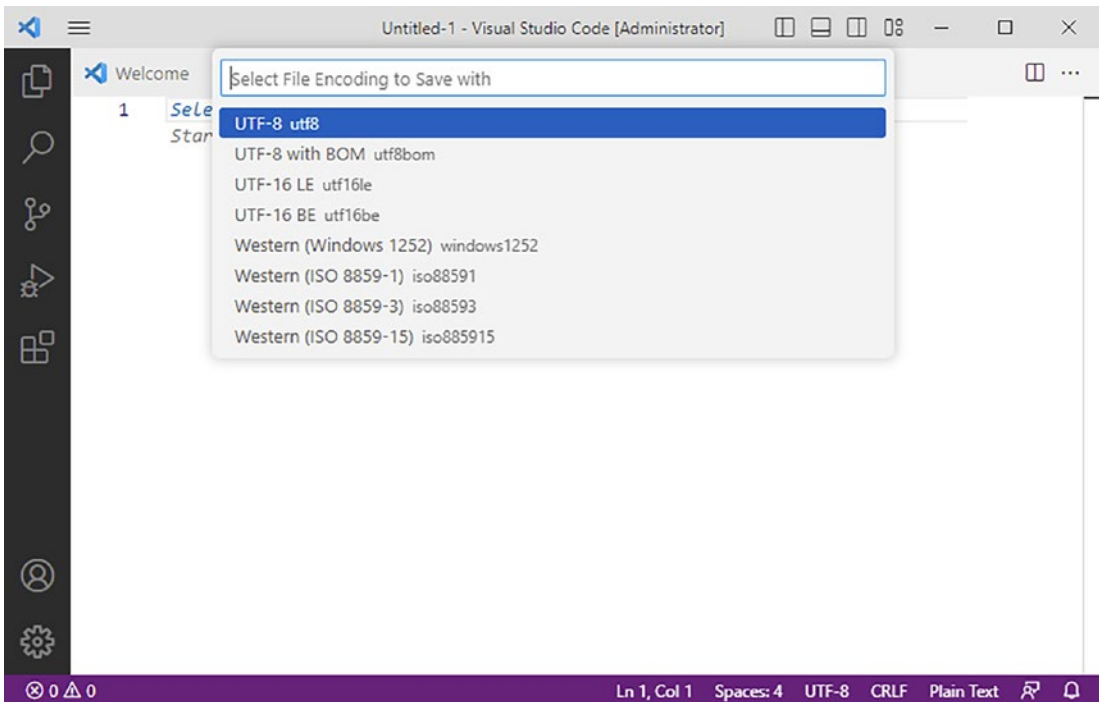 Untitled-1 - Visual Studio Code [Administrator]
Welcome
Select File Encoding to Save with
1 Sele
Star
UTF-8 utf8
UTF-8 with BOM utf8bom
UTF-16 LE utf16le
UTF-16 BE utf16be
Western (Windows 1252) windows1252
Western (ISO 8859-1) iso88591
Western (ISO 8859-3) iso88593
Western (ISO 8859-15) iso885915
0 0 Ln 1, Col 1 Spaces: 4 UTF-8 CRLF Plain Text